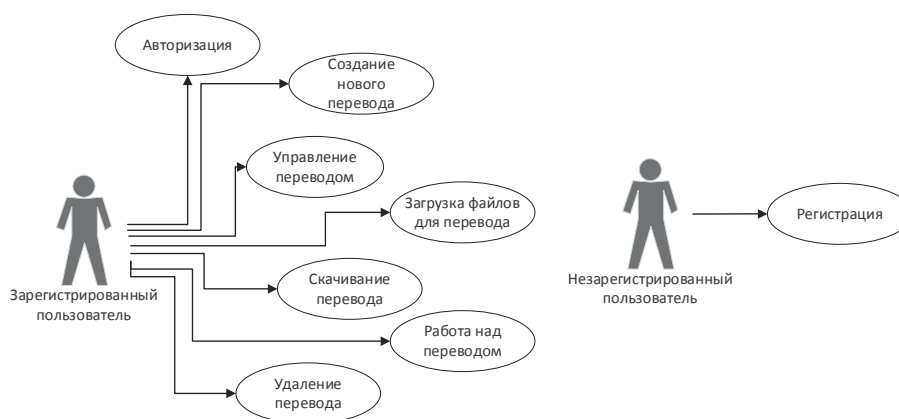 Авторизация
Создание
нового
перевода
Управление
переводом
Загрузка файлов
для перевода
Скачивание
перевода
Работа над
переводом
Удаление
перевода
Зарегистрированный
пользователь
Незарегистрированный
пользователь
Регистрация